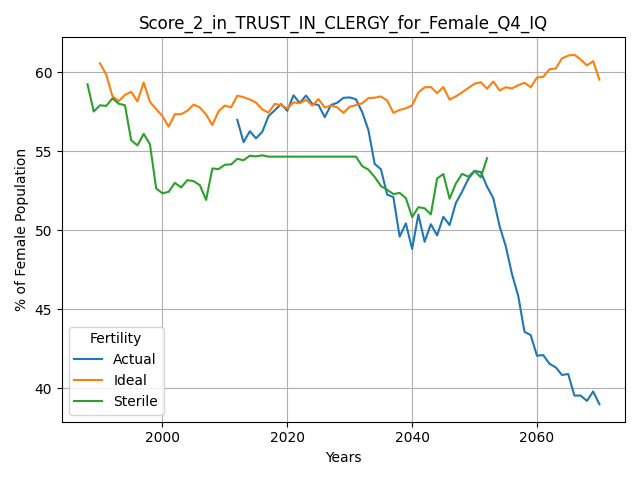 Score_2_in_TRUST_IN_CLERGY_for_Female_Q4_IQ
% of Female Population
60
55
50
45
40
Fertility
Actual
Ideal
Sterile
2000
2020
2040
2060
Years